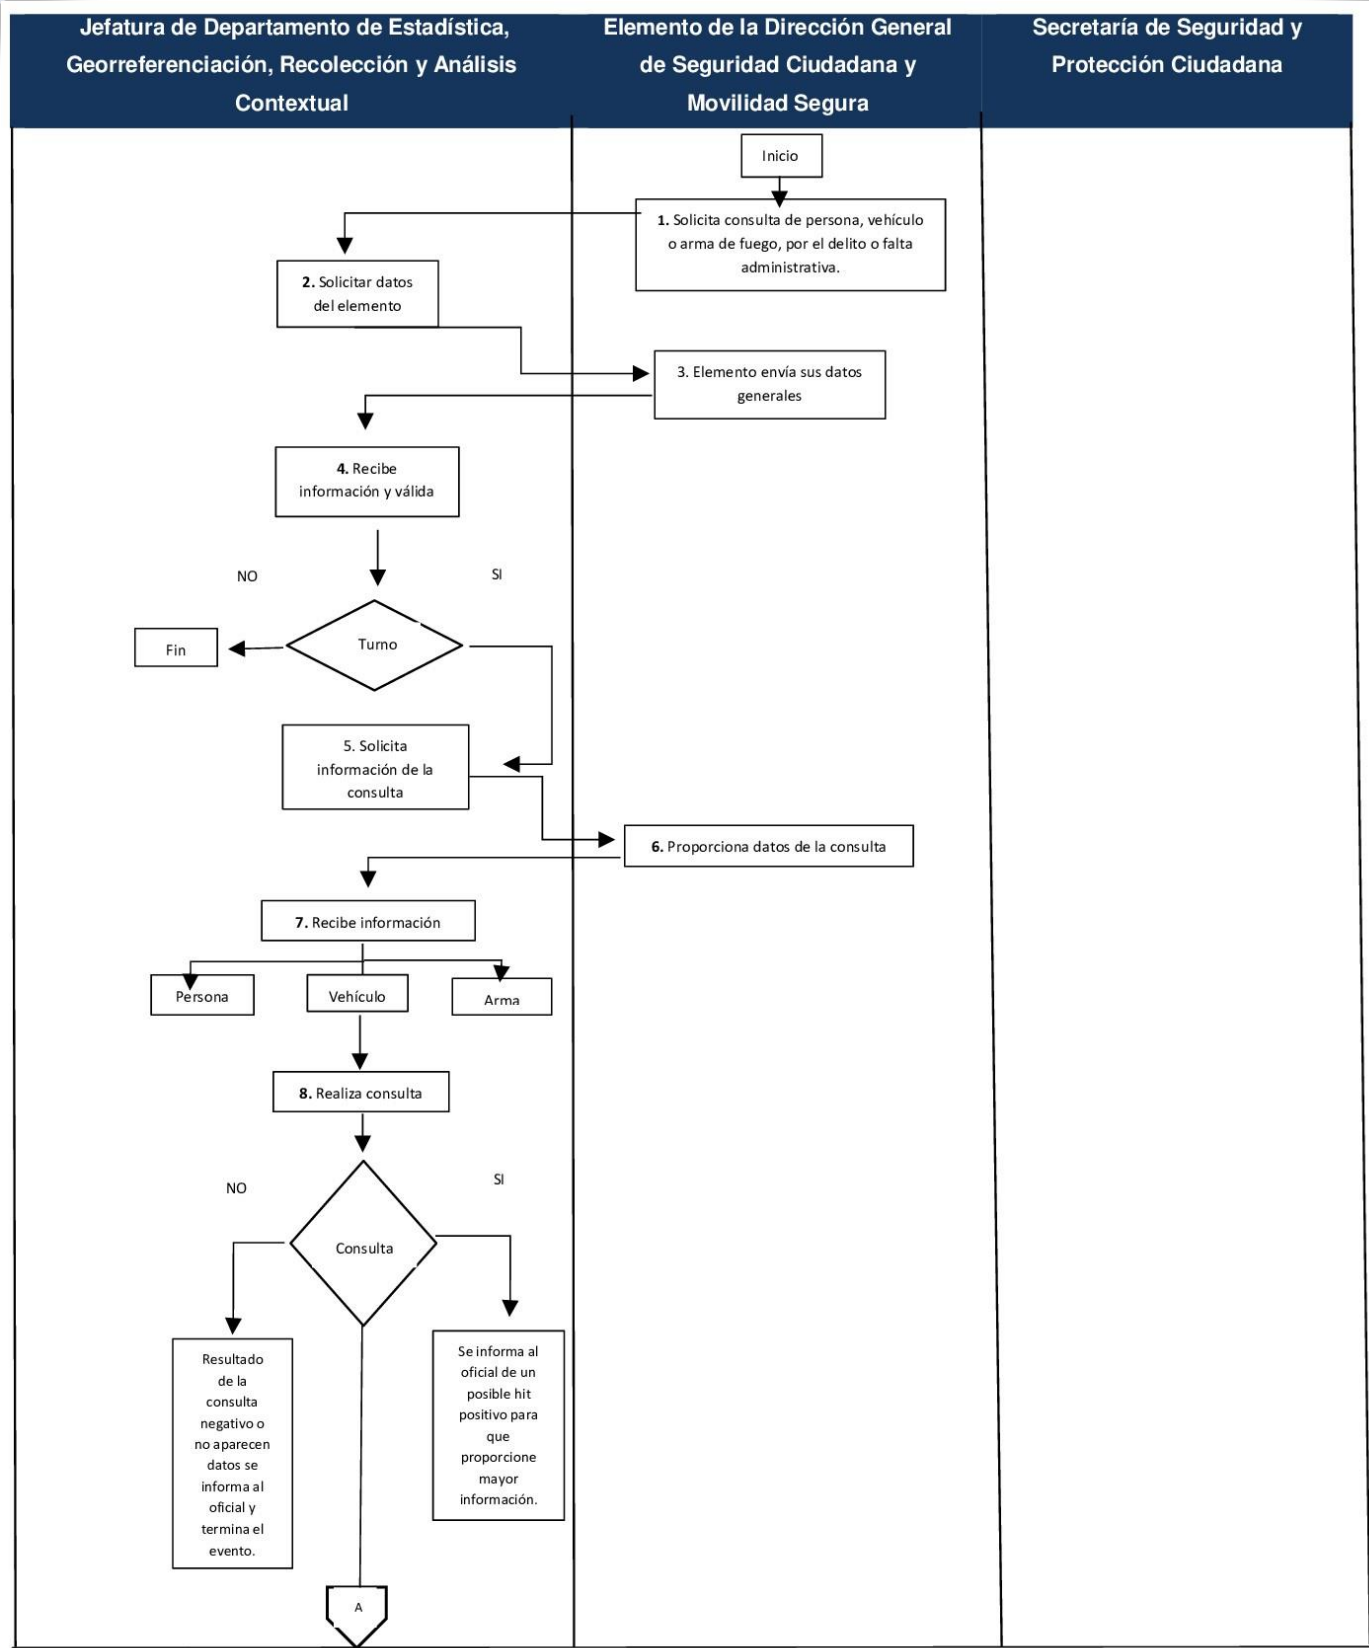 Jefatura de Departamento de Estadística,
Georreferenciación, Recolección y Análisis
Contextual
Elemento de la Dirección General
de Seguridad Ciudadana y
Movilidad Segura
Secretaría de Seguridad y
Protección Ciudadana
Inicio
1. Solicita consulta de persona, vehículo
o arma de fuego, por el delito o falta
administrativa.
2. Solicitar datos
del elemento
3. Elemento envía sus datos
generales
4. Recibe
información y válida
NO
SI
Turno
Fin
5. Solicita
información de la
consulta
6. Proporciona datos de la consulta
7. Recibe información
Persona
Vehículo
Arma
8. Realiza consulta
NO
SI
Consulta
Resultado
de la
consulta
negativo o
no aparecen
datos se
informa al
oficial y
termina el
evento.
Se informa al
oficial de un
posible hit
positivo para
que
proporcione
mayor
información.
A